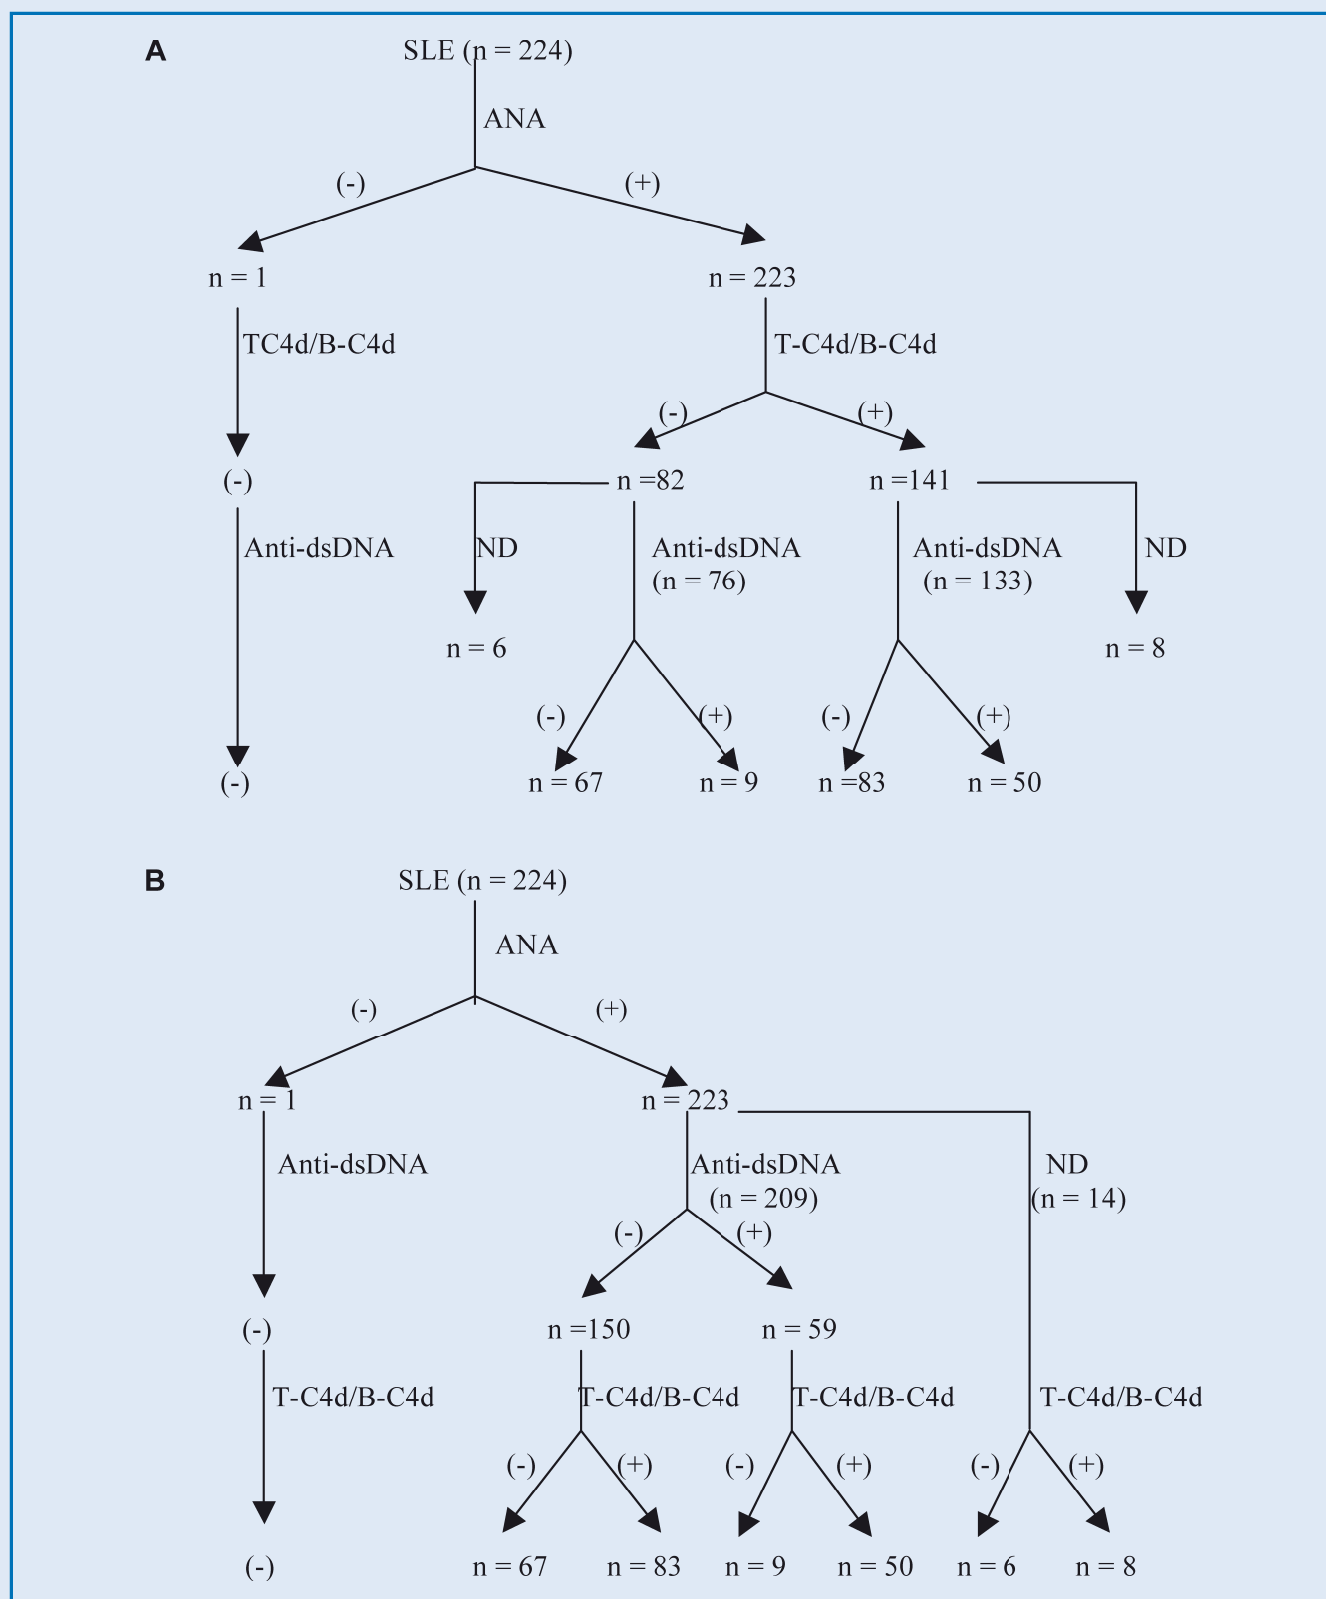 A
SLE (n = 224)
ANA
(-) (+)
n = 1 n = 223
TC4d/B-C4d T-C4d/B-C4d
(-) (+)
(-) n =82 n =141
Anti-dsDNA ND Anti-dsDNA Anti-dsDNA ND
(n = 76) (n = 133)
n = 6 n = 8
(-) (+) (-) (+)
(-) n = 67 n = 9 n =83 n = 50
B
SLE (n = 224)
ANA
(-) (+)
n = 1 n = 223
Anti-dsDNA Anti-dsDNA ND
(n = 209) (n = 14)
(-) (+)
(-) n =150 n = 59
T-C4d/B-C4d T-C4d/B-C4d T-C4d/B-C4d T-C4d/B-C4d
(-) (+) (-) (+) (-) (+)
(-) n = 67 n = 83 n = 9 n = 50 n = 6 n = 8